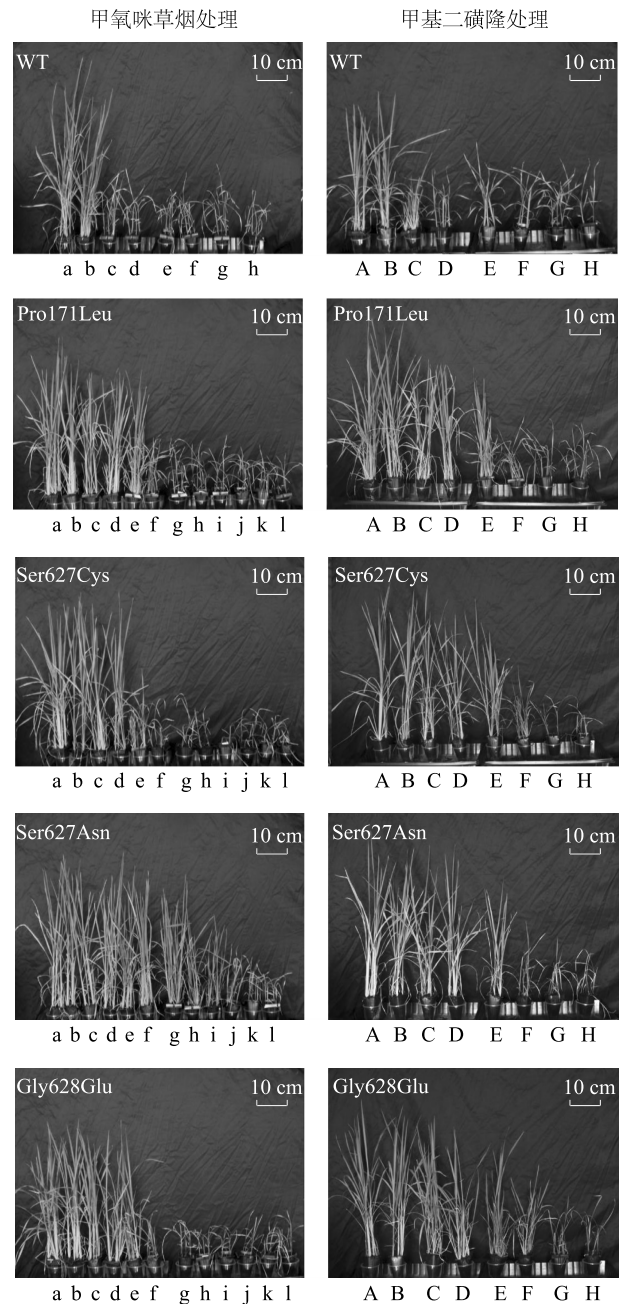 甲氧咪草烟处理 甲基二磺隆处理
WT 10 cm WT 10 cm
a b c d e f g h A B C D E F G H
Pro171Leu 10 cm Pro171Leu 10 cm
a b c d e f g h i j k l A B C D E F G H
Ser627Cys 10 cm Ser627Cys 10 cm
a b c d e f g h i j k l A B C D E F G H
Ser627Asn 10 cm Ser627Asn 10 cm
a b c d e f g h i j k l A B C D E F G H
Gly628Glu 10 cm Gly628Glu 10 cm
a b c d e f g h i j k l A B C D E F G H